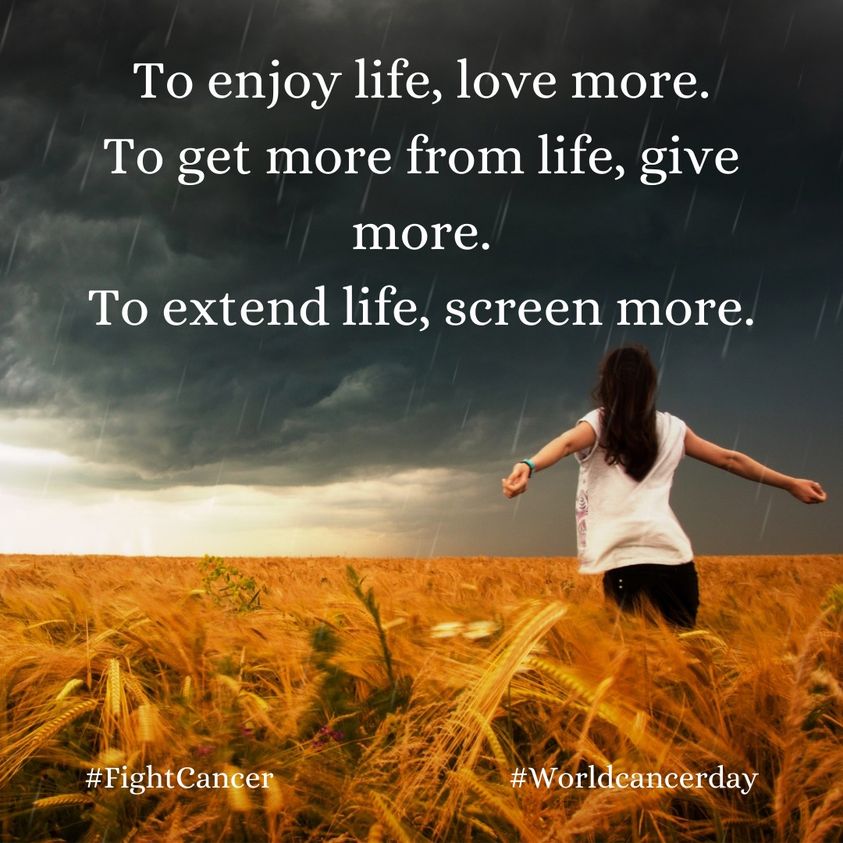 To enjoy life, love more.
To get more from life, give
more.
To extend life, screen more.
#FightCancer
#Worldcancerday